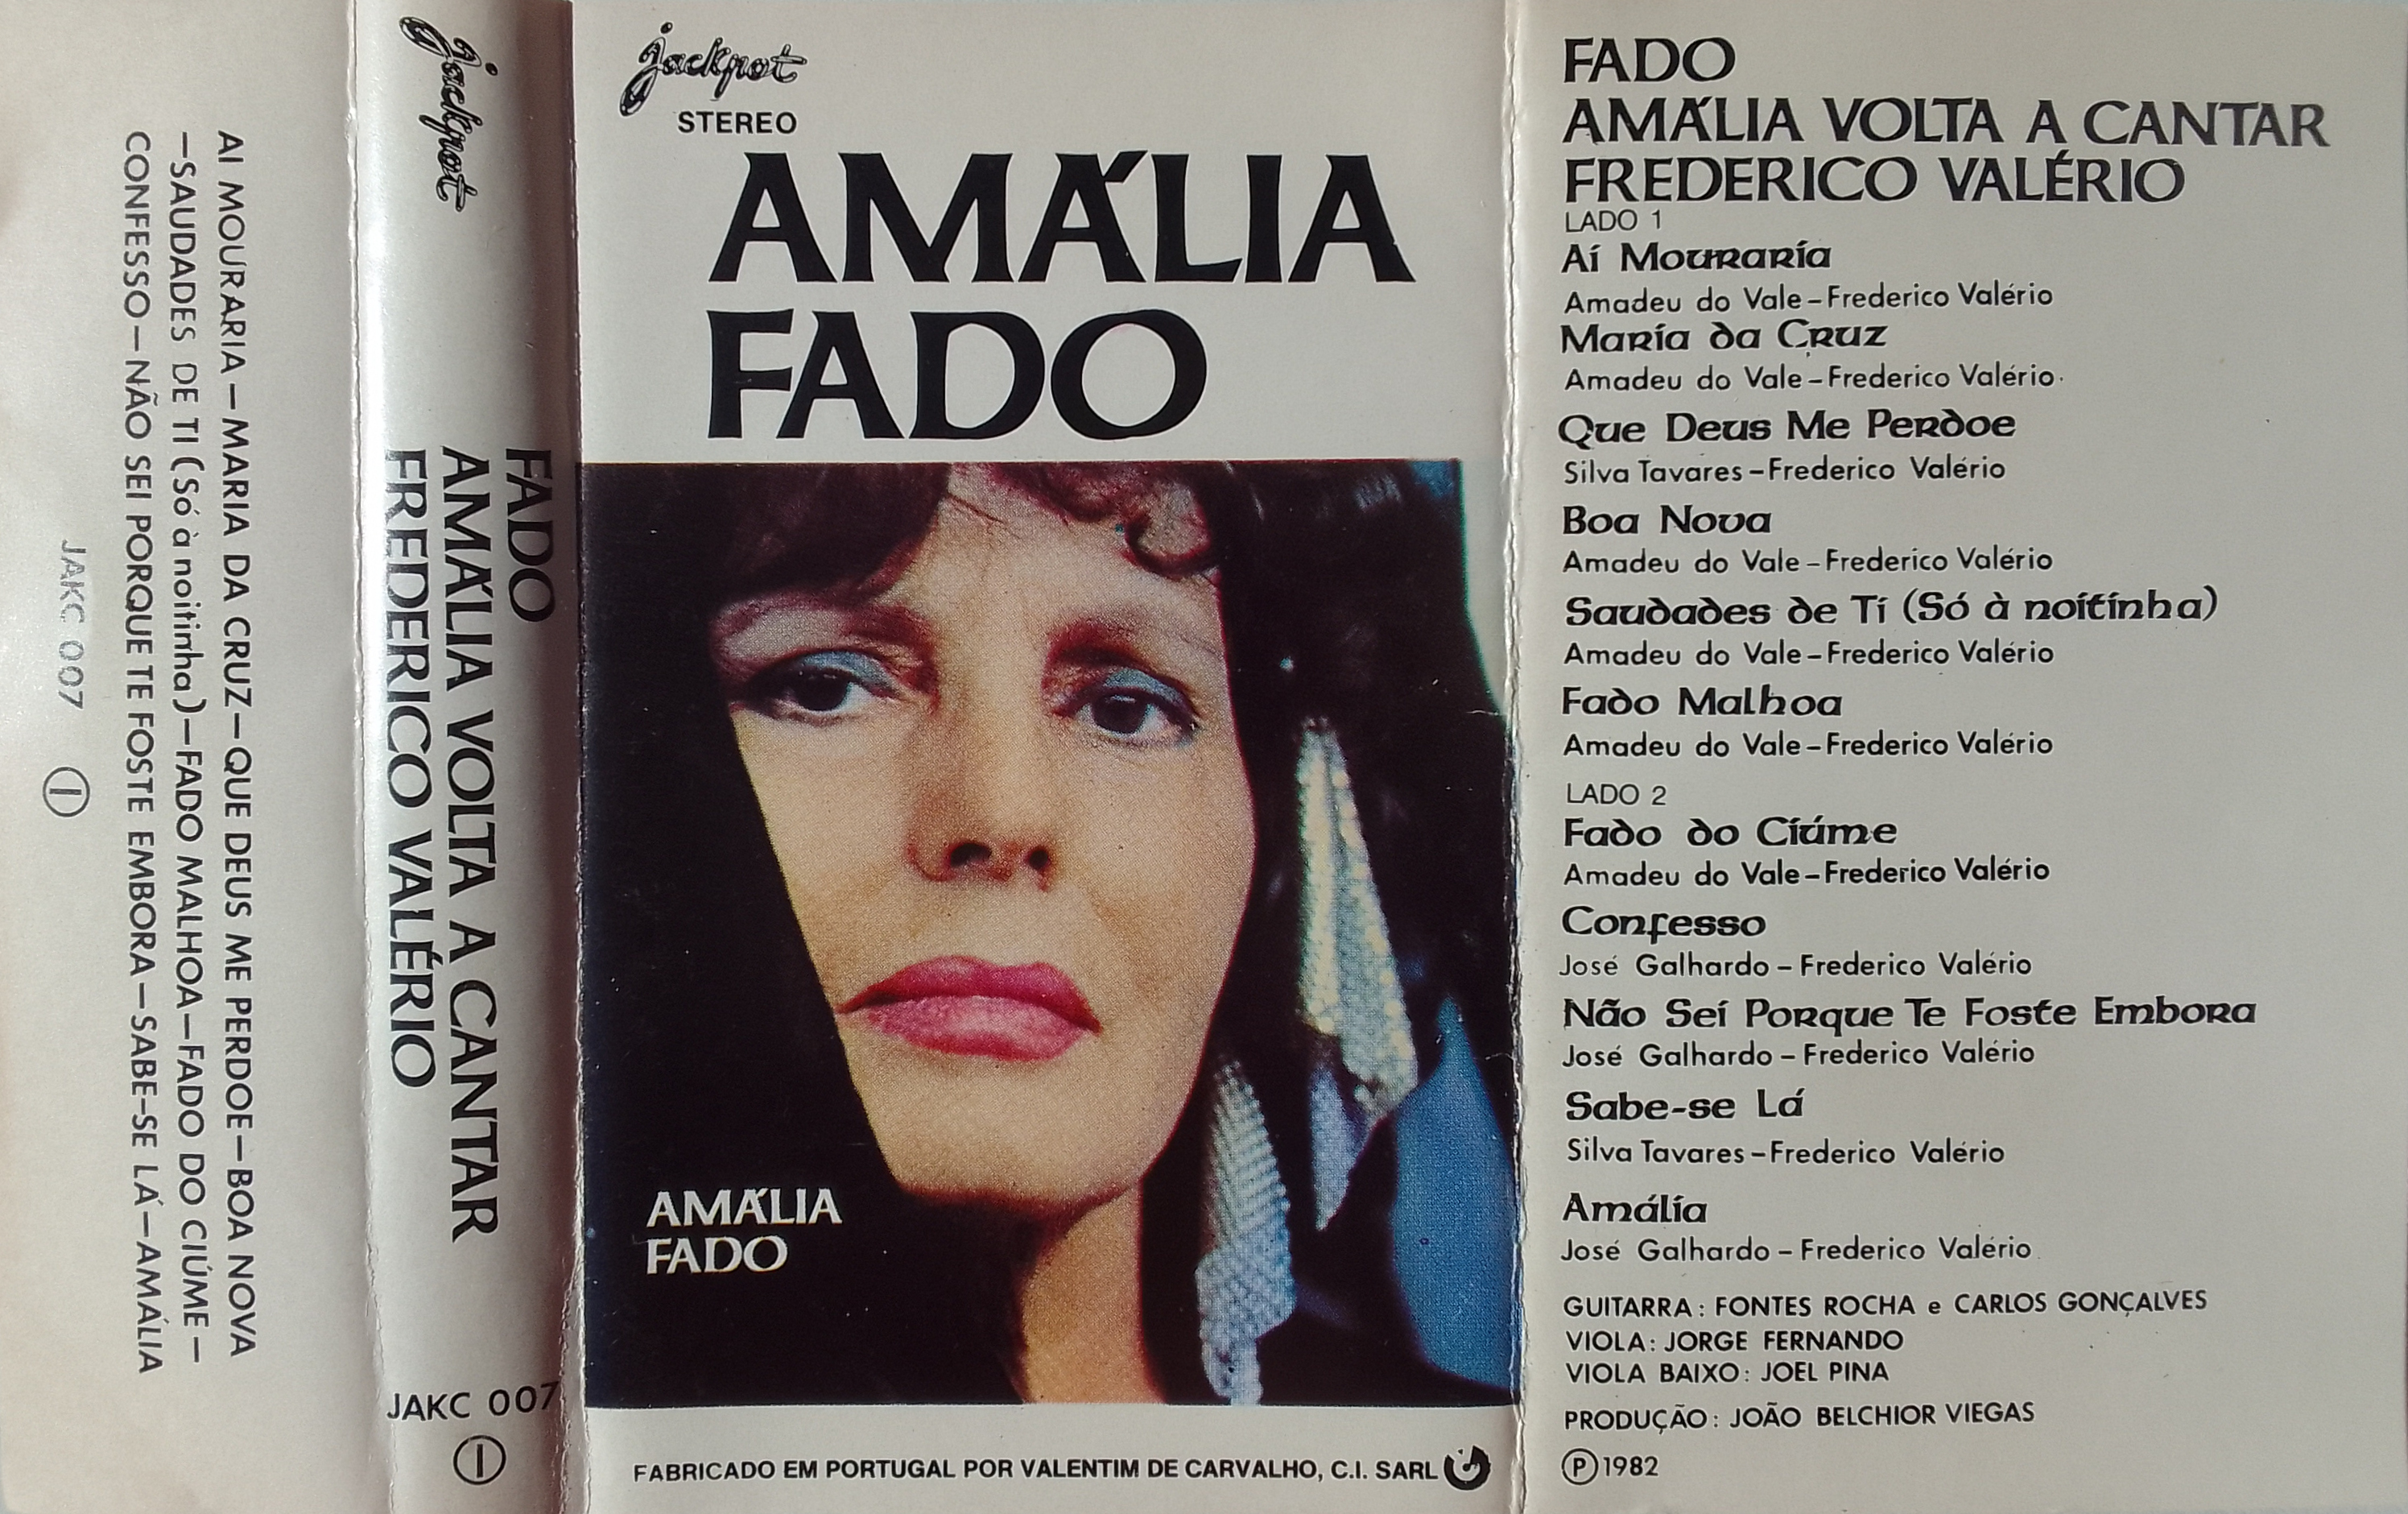 AI MOURARIA—MARIA DA CRUZ—QUE DEUS ME PERDOE—BOA NOVA
—SAUDADES DE TI (Só à noitinha)—FADO MALHOA—FADO DO CIÚME—
CONFESSO—NÃO SEI PORQUE TE FOSTE EMBORA—SABE-SE LÁ—AMÁLIA
JAKC 007 I
jackpot
FADO
AMÁLIA VOLTA A CANTAR
FREDERICO VALÉRIO
JAKC 007
I
jackpot
STEREO
AMÁLIA
FADO
AMÁLIA
FADO
FABRICADO EM PORTUGAL POR VALENTIM DE CARVALHO, C.I. SARL
FADO
AMÁLIA VOLTA A CANTAR
FREDERICO VALÉRIO
LADO 1
Ai Mouraria
Amadeu do Vale – Frederico Valério
Maria da Cruz
Amadeu do Vale – Frederico Valério
Que Deus Me Perdoe
Silva Tavares – Frederico Valério
Boa Nova
Amadeu do Vale – Frederico Valério
Saudades de Ti (Só à noitinha)
Amadeu do Vale – Frederico Valério
Fado Malhoa
Amadeu do Vale – Frederico Valério
LADO 2
Fado do Ciúme
Amadeu do Vale – Frederico Valério
Confesso
José Galhardo – Frederico Valério
Não Sei Porque Te Foste Embora
José Galhardo – Frederico Valério
Sabe-se Lá
Silva Tavares – Frederico Valério
Amália
José Galhardo – Frederico Valério
GUITARRA: FONTES ROCHA e CARLOS GONÇALVES
VIOLA: JORGE FERNANDO
VIOLA BAIXO: JOEL PINA
PRODUÇÃO: JOÃO BELCHIOR VIEGAS
℗ 1982